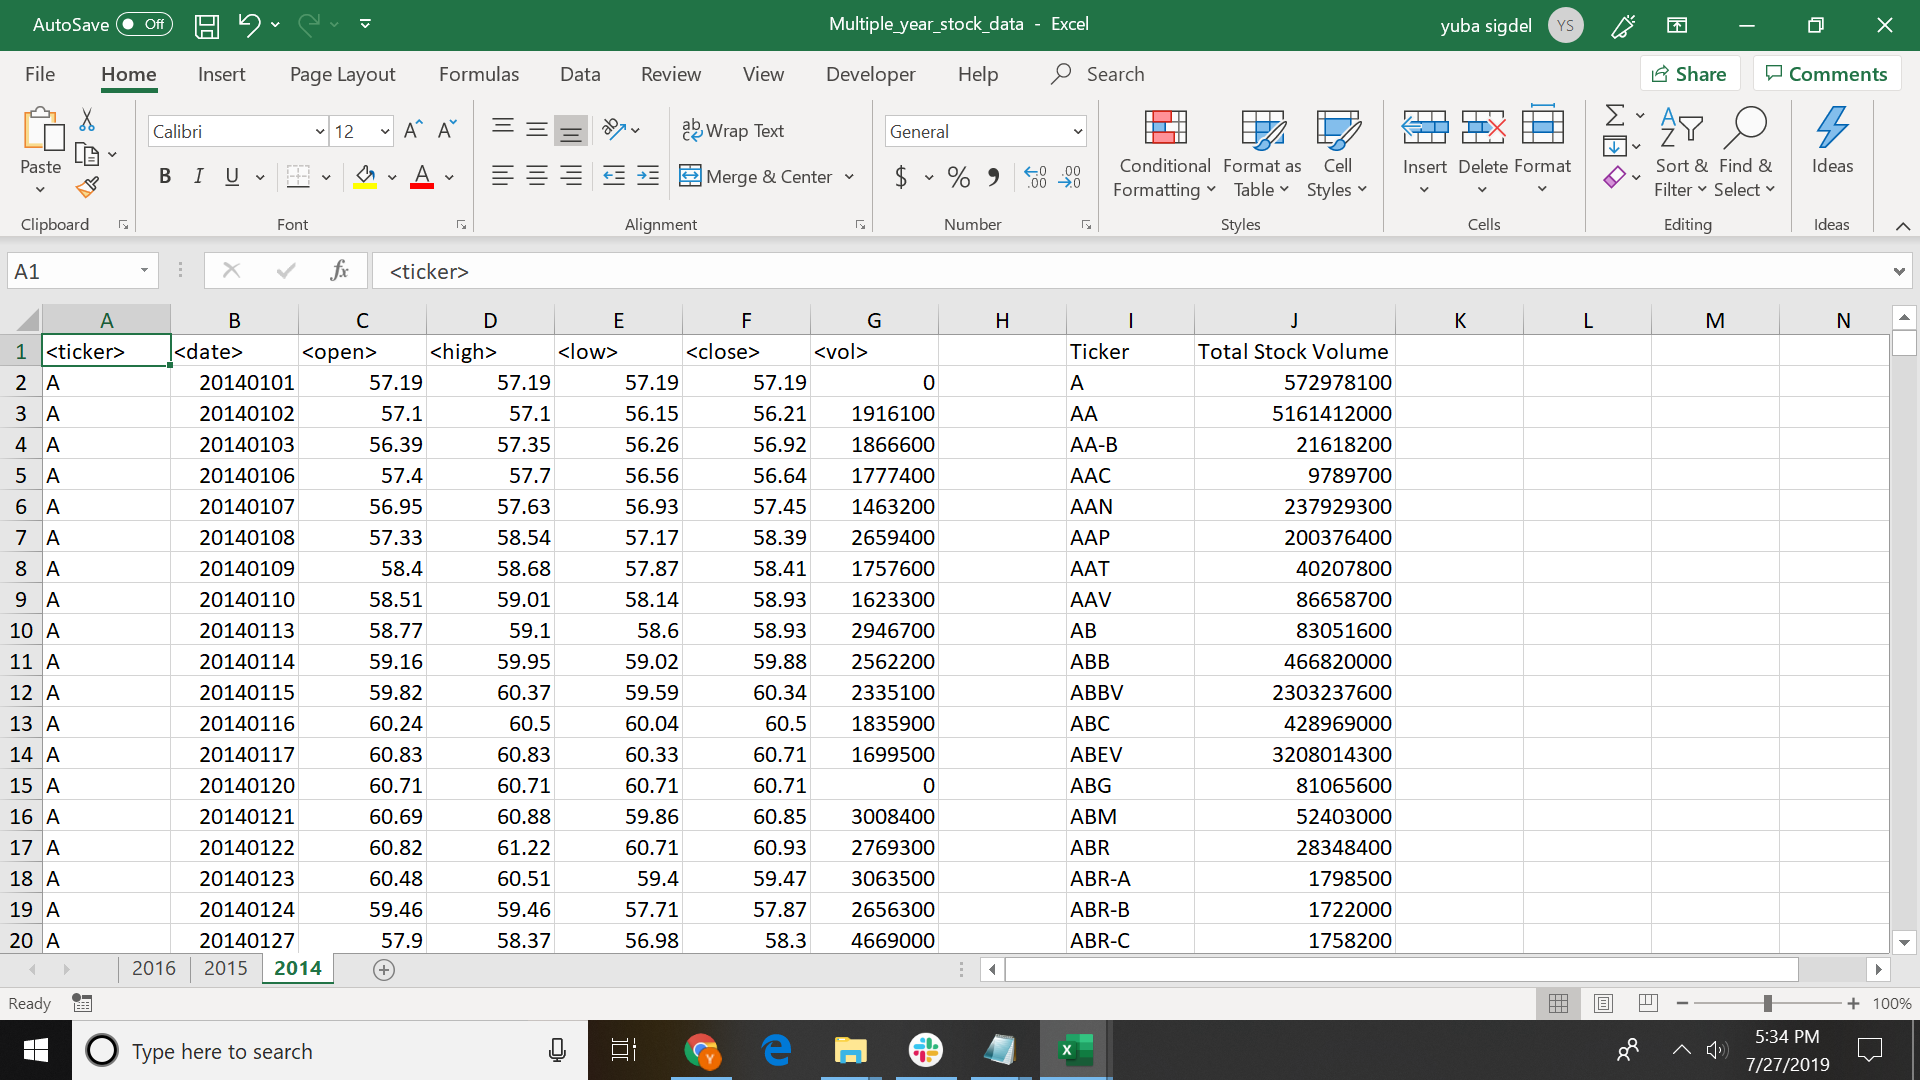 AutoSave Off Multiple_year_stock_data - Excel yuba sigdel YS
File Home Insert Page Layout Formulas Data Review View Developer Help Search Share Comments
Paste Calibri 12 A A ab Wrap Text General Conditional Formatting Format as Table Cell Styles Insert Delete Format Sort & Filter Find & Select Ideas
B I U A Merge & Center $ % , .00 .00
Clipboard Font Alignment Number Styles Cells Editing Ideas
A1 fx <ticker>
A B C D E F G H I J K L M N
1 <ticker> <date> <open> <high> <low> <close> <vol> Ticker Total Stock Volume
2 A 20140101 57.19 57.19 57.19 57.19 0 A 572978100
3 A 20140102 57.1 57.1 56.15 56.21 1916100 AA 5161412000
4 A 20140103 56.39 57.35 56.26 56.92 1866600 AA-B 21618200
5 A 20140106 57.4 57.7 56.56 56.64 1777400 AAC 9789700
6 A 20140107 56.95 57.63 56.93 57.45 1463200 AAN 237929300
7 A 20140108 57.33 58.54 57.17 58.39 2659400 AAP 200376400
8 A 20140109 58.4 58.68 57.87 58.41 1757600 AAT 40207800
9 A 20140110 58.51 59.01 58.14 58.93 1623300 AAV 86658700
10 A 20140113 58.77 59.1 58.6 58.93 2946700 AB 83051600
11 A 20140114 59.16 59.95 59.02 59.88 2562200 ABB 466820000
12 A 20140115 59.82 60.37 59.59 60.34 2335100 ABBV 2303237600
13 A 20140116 60.24 60.5 60.04 60.5 1835900 ABC 428969000
14 A 20140117 60.83 60.83 60.33 60.71 1699500 ABEV 3208014300
15 A 20140120 60.71 60.71 60.71 60.71 0 ABG 81065600
16 A 20140121 60.69 60.88 59.86 60.85 3008400 ABM 52403000
17 A 20140122 60.82 61.22 60.71 60.93 2769300 ABR 28348400
18 A 20140123 60.48 60.51 59.4 59.47 3063500 ABR-A 1798500
19 A 20140124 59.46 59.46 57.71 57.87 2656300 ABR-B 1722000
20 A 20140127 57.9 58.37 56.98 58.3 4669000 ABR-C 1758200
2016 2015 2014
Ready 100%
Type here to search 5:34 PM
7/27/2019